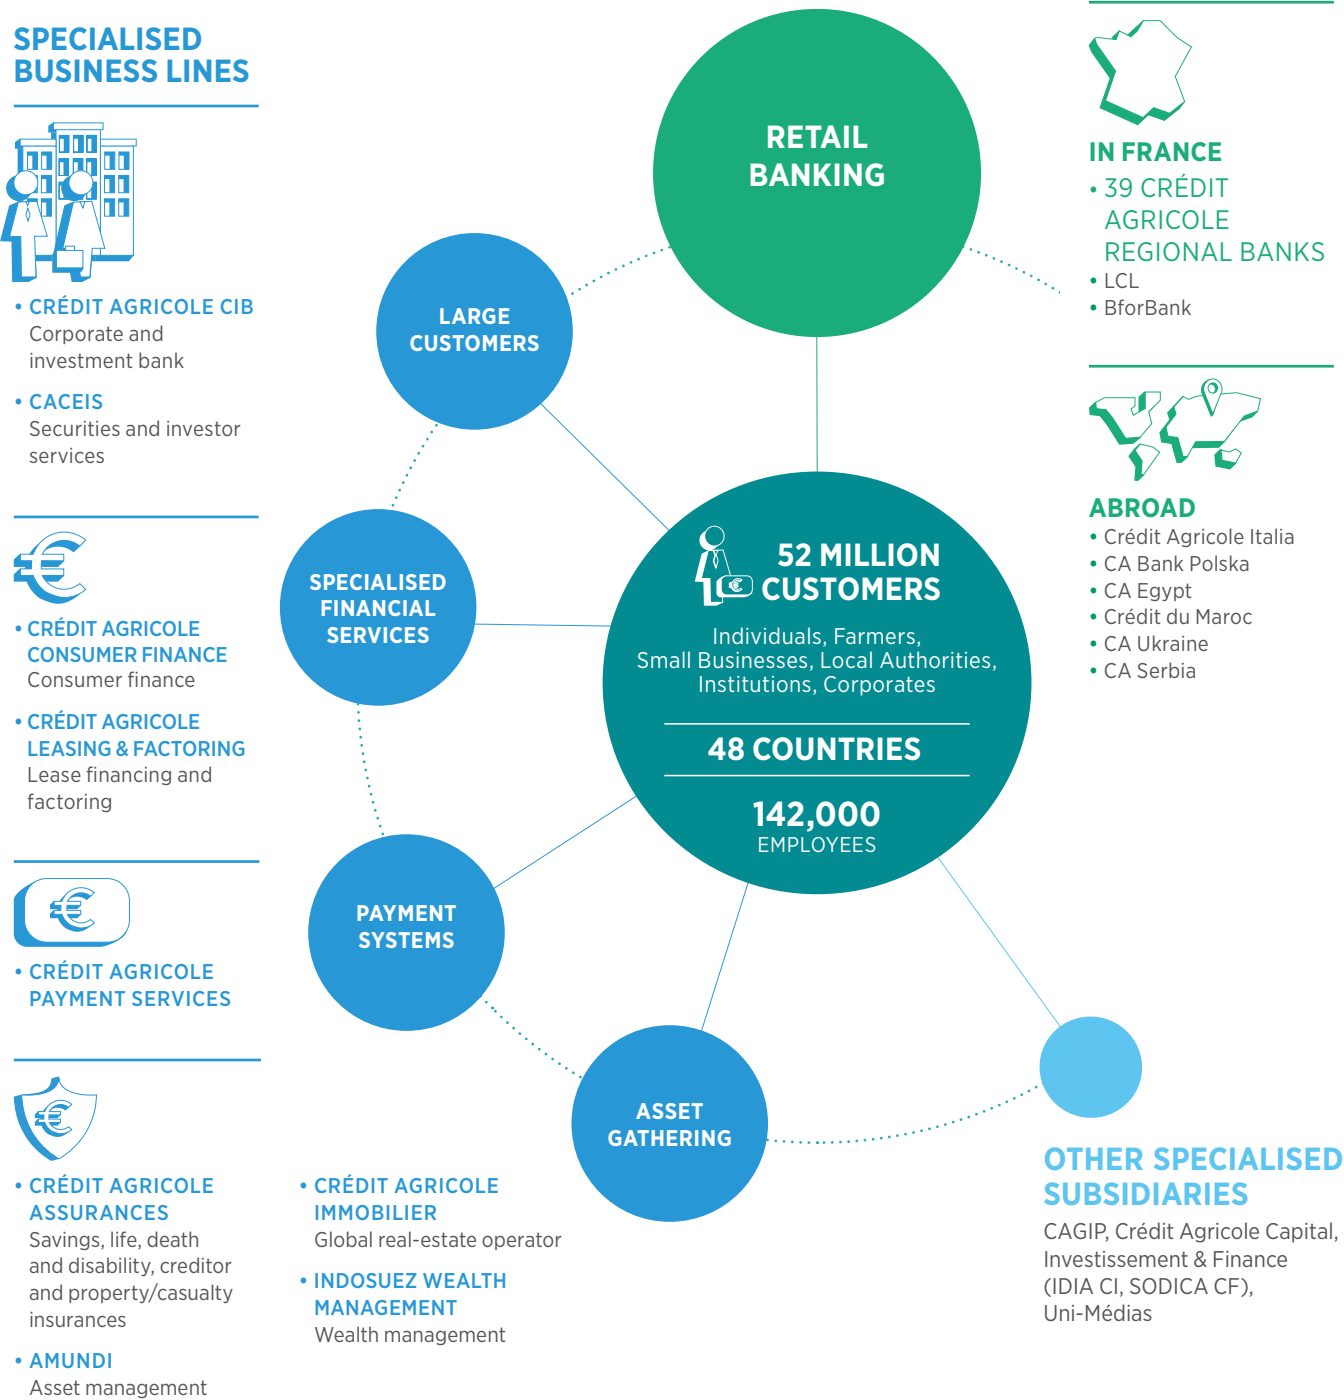 SPECIALISED
BUSINESS LINES
• CRÉDIT AGRICOLE CIB
Corporate and
investment bank
• CACEIS
Securities and investor
services
• CRÉDIT AGRICOLE
CONSUMER FINANCE
Consumer finance
• CRÉDIT AGRICOLE
LEASING & FACTORING
Lease financing and
factoring
• CRÉDIT AGRICOLE
PAYMENT SERVICES
• CRÉDIT AGRICOLE
ASSURANCES
Savings, life, death
and disability, creditor
and property/casualty
insurances
• AMUNDI
Asset management
• CRÉDIT AGRICOLE
IMMOBILIER
Global real-estate operator
• INDOSUEZ WEALTH
MANAGEMENT
Wealth management
RETAIL
BANKING
LARGE
CUSTOMERS
SPECIALISED
FINANCIAL
SERVICES
PAYMENT
SYSTEMS
ASSET
GATHERING
52 MILLION
CUSTOMERS
Individuals, Farmers,
Small Businesses, Local Authorities,
Institutions, Corporates
48 COUNTRIES
142,000
EMPLOYEES
IN FRANCE
• 39 CRÉDIT
AGRICOLE
REGIONAL BANKS
• LCL
• BforBank
ABROAD
• Crédit Agricole Italia
• CA Bank Polska
• CA Egypt
• Crédit du Maroc
• CA Ukraine
• CA Serbia
OTHER SPECIALISED
SUBSIDIARIES
CAGIP, Crédit Agricole Capital,
Investissement & Finance
(IDIA CI, SODICA CF),
Uni-Médias